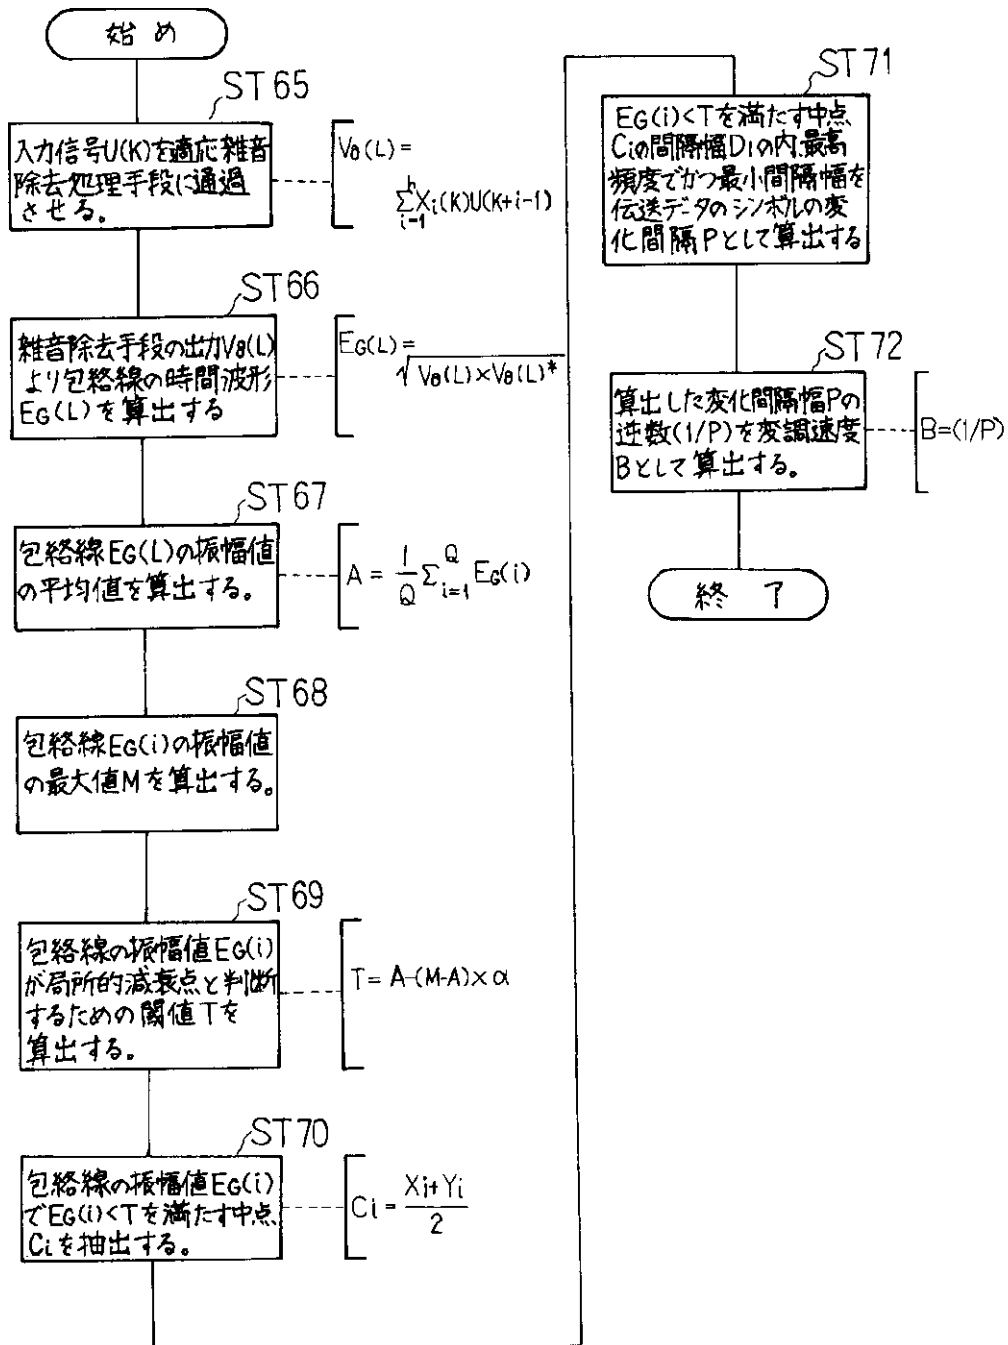 始め
ST65
入力信号U(K)を適応雑音
除去処理手段に通過
させる。
V8(L)=
h
ΣXi(K)U(K+i-1)
i=1
ST66
雑音除去手段の出力V8(L)
より包絡線の時間波形
EG(L)を算出する
EG(L)=
√V8(L)×V8(L)*
ST67
包絡線EG(L)の振幅値
の平均値を算出する。
A = 1/Q Σ Q i=1 EG(i)
ST68
包絡線EG(i)の振幅値
の最大値Mを算出する。
ST69
包絡線の振幅値EG(i)
が局所的減衰点と判断
するための閾値Tを
算出する。
T=A-(M-A)×α
ST70
包絡線の振幅値EG(i)
でEG(i)<Tを満たす中点
Ciを抽出する。
Ci = Xi+Yi / 2
ST71
EG(i)<Tを満たす中点
Ciの間隔幅Diの内、最高
頻度でかつ最小間隔幅を
伝送データのシンボルの変
化間隔Pとして算出する
ST72
算出した変化間隔幅Pの
逆数(1/P)を変調速度
Bとして算出する。
B=(1/P)
終了